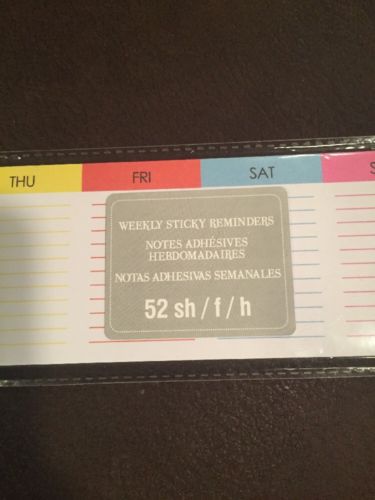 THU FRI SAT S
WEEKLY STICKY REMINDERS
NOTES ADHÉSIVES
HEBDOMADAIRES
NOTAS ADHESIVAS SEMANALES
52 sh / f / h